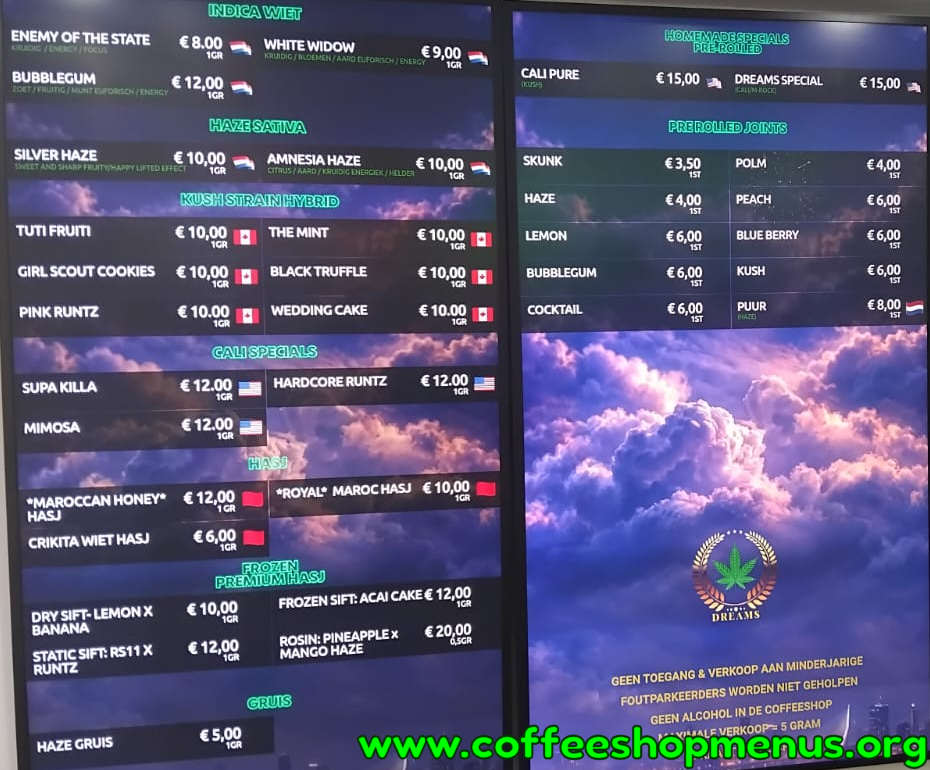 INDICA WIET
ENEMY OF THE STATE € 8.00
KRUIDIG / ENERGY / FOCUS 1GR
WHITE WIDOW € 9,00
KRUIDIG / BLOEMEN / AARD EUFORISCH / ENERGY 1GR
BUBBLEGUM € 12,00
ZOET / FRUITIG / MUNT EUFORISCH / ENERGY 1GR
HAZE SATIVA
SILVER HAZE € 10,00
SWEET AND SHARP FRUITY/HAPPY LIFTED EFFECT 1GR
AMNESIA HAZE € 10,00
CITRUS / AARD / KRUIDIG ENERGIEK / HELDER 1GR
KUSH STRAIN HYBRID
TUTI FRUITI € 10,00
1GR
THE MINT € 10,00
1GR
GIRL SCOUT COOKIES € 10,00
1GR
BLACK TRUFFLE € 10,00
1GR
PINK RUNTZ € 10.00
1GR
WEDDING CAKE € 10.00
1GR
CALI SPECIALS
SUPA KILLA € 12.00
1GR
HARDCORE RUNTZ € 12.00
1GR
MIMOSA € 12.00
1GR
HASJ
*MAROCCAN HONEY* € 12,00
HASJ 1GR
*ROYAL* MAROC HASJ € 10,00
1GR
CRIKITA WIET HASJ € 6,00
1GR
FROZEN
PREMIUM HASJ
DRY SIFT- LEMON X € 10,00
BANANA 1GR
FROZEN SIFT: ACAI CAKE € 12,00
1GR
STATIC SIFT: RS11 X € 12,00
RUNTZ 1GR
ROSIN: PINEAPPLE x € 20,00
MANGO HAZE 0,5GR
GRUIS
HAZE GRUIS € 5,00
1GR
HOMEMADE SPECIALS
PRE-ROLLED
CALI PURE € 15,00
(KUSH)
DREAMS SPECIAL € 15,00
PRE ROLLED JOINTS
SKUNK € 3,50
1ST
POLM € 4,00
1ST
HAZE € 4,00
1ST
PEACH € 6,00
1ST
LEMON € 6,00
1ST
BLUE BERRY € 6,00
1ST
BUBBLEGUM € 6,00
1ST
KUSH € 6,00
1ST
COCKTAIL € 6,00
1ST
PUUR € 8,00
(HAZE) 1ST
DREAMS
GEEN TOEGANG & VERKOOP AAN MINDERJARIGE
FOUTPARKEERDERS WORDEN NIET GEHOLPEN
GEEN ALCOHOL IN DE COFFEESHOP
MAXIMALE VERKOOP = 5 GRAM
www.coffeeshopmenus.org